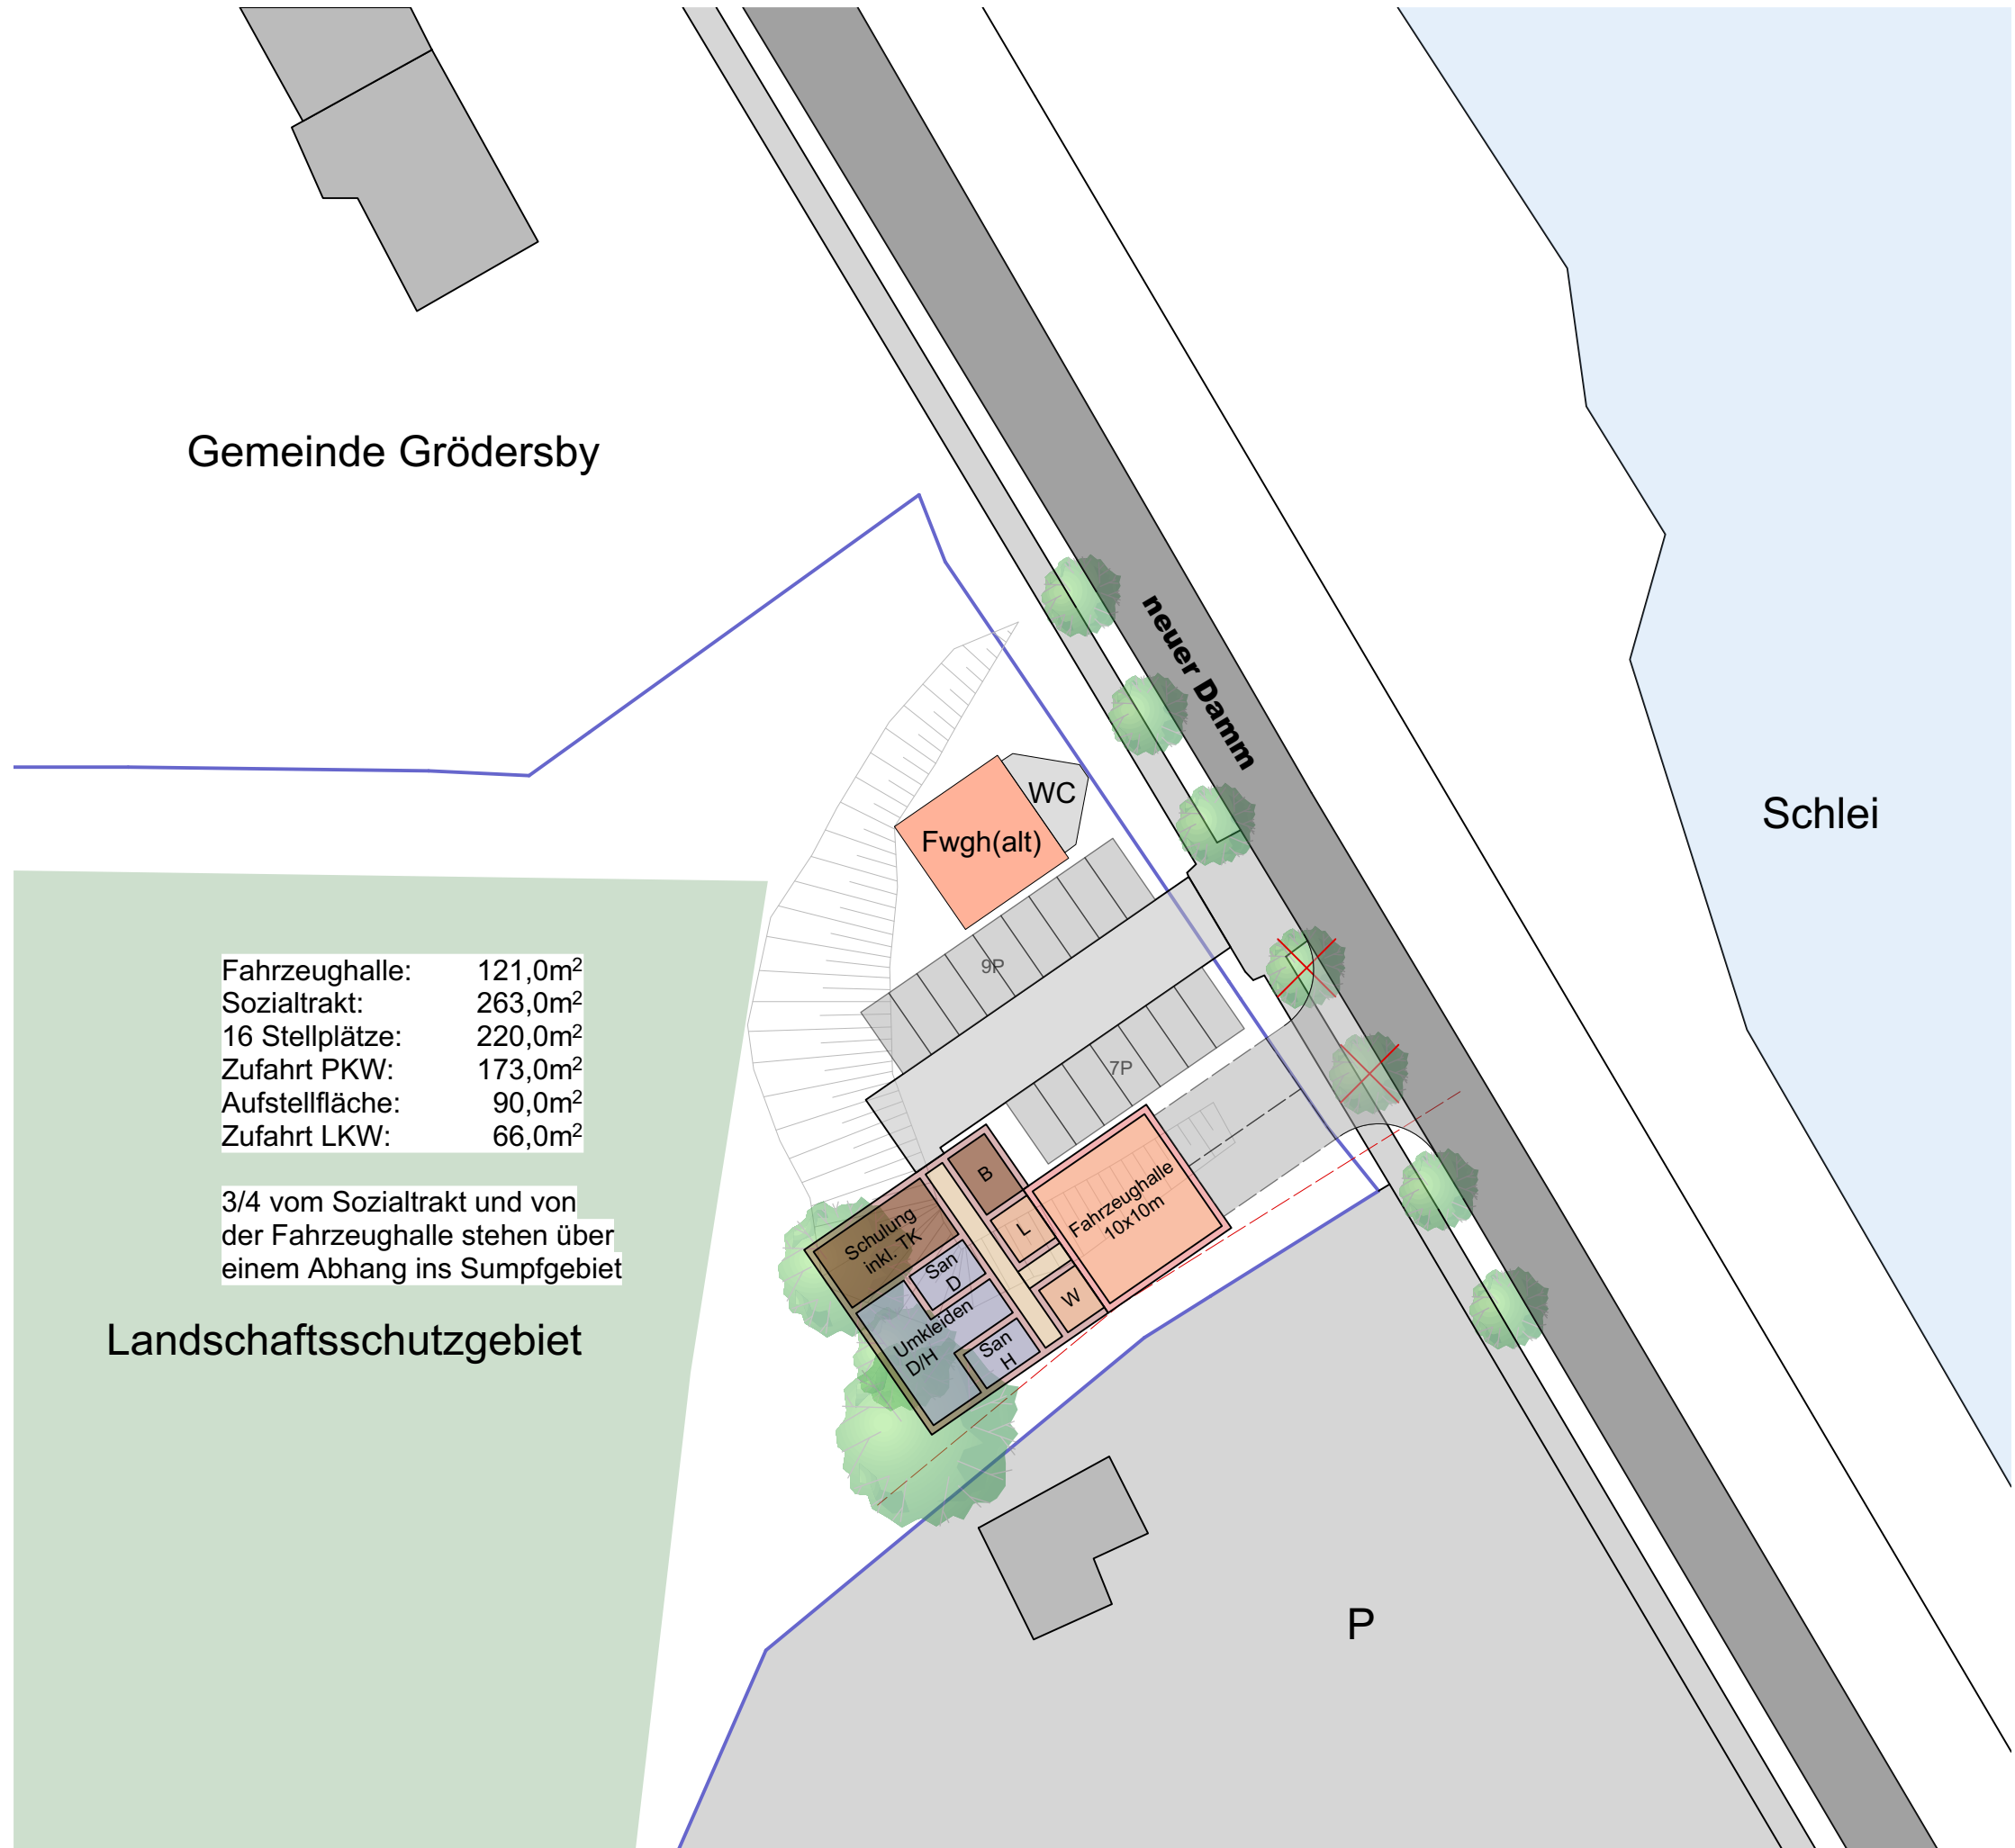 Gemeinde Grödersby
neuer Damm
WC
Fwgh(alt)
Schlei
9P
7P
Fahrzeughalle: 121,0m²
Sozialtrakt: 263,0m²
16 Stellplätze: 220,0m²
Zufahrt PKW: 173,0m²
Aufstellfläche: 90,0m²
Zufahrt LKW: 66,0m²
3/4 vom Sozialtrakt und von
der Fahrzeughalle stehen über
einem Abhang ins Sumpfgebiet
Landschaftsschutzgebiet
B
L
W
Fahrzeughalle
10x10m
Schulung
inkl. TK
San
D
Umkleiden
D/H
San
H
P